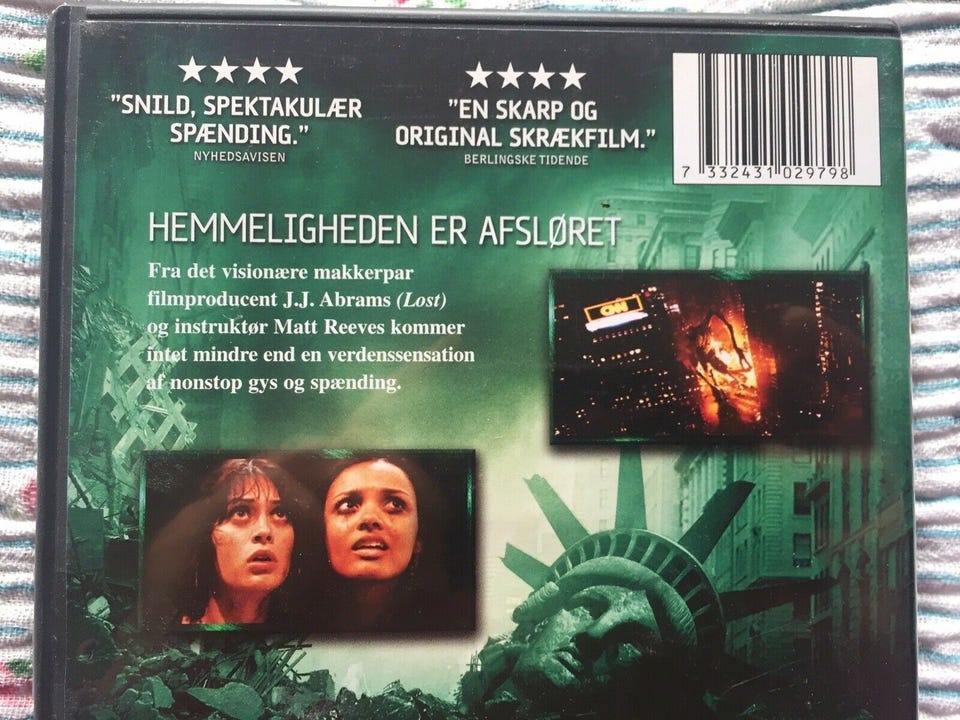 "SNILD, SPEKTAKULÆR
SPÆNDING."
NYHEDSAVISEN
"EN SKARP OG
ORIGINAL SKRÆKFILM."
BERLINGSKE TIDENDE
7 332431 029798
HEMMELIGHEDEN ER AFSLØRET
Fra det visionære makkerpar
filmproducent J.J. Abrams (Lost)
og instruktør Matt Reeves kommer
intet mindre end en verdenssensation
af nonstop gys og spænding.
CNN